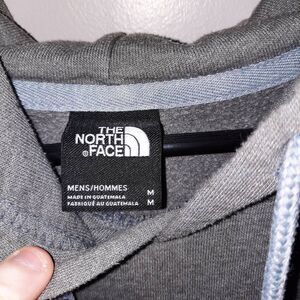 THE
NORTH
®FACE
MENS/HOMMES M
MADE IN GUATEMALA M
FABRIQUÉ AU GUATEMALA